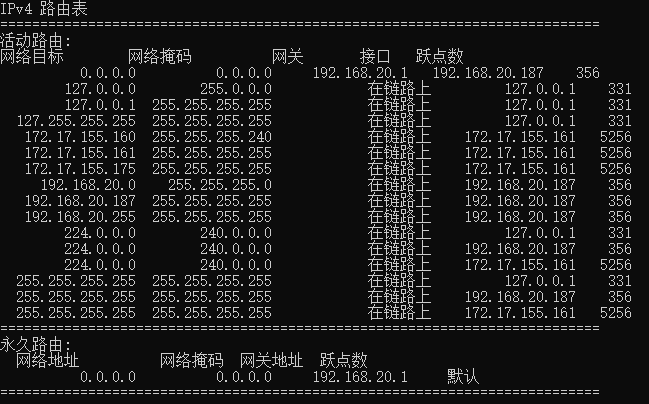 IPv4 路由表
===========================================================================
活动路由:
网络目标 网络掩码 网关 接口 跃点数
0.0.0.0 0.0.0.0 192.168.20.1 192.168.20.187 356
127.0.0.0 255.0.0.0 在链路上 127.0.0.1 331
127.0.0.1 255.255.255.255 在链路上 127.0.0.1 331
127.255.255.255 255.255.255.255 在链路上 127.0.0.1 331
172.17.155.160 255.255.255.240 在链路上 172.17.155.161 5256
172.17.155.161 255.255.255.255 在链路上 172.17.155.161 5256
172.17.155.175 255.255.255.255 在链路上 172.17.155.161 5256
192.168.20.0 255.255.255.0 在链路上 192.168.20.187 356
192.168.20.187 255.255.255.255 在链路上 192.168.20.187 356
192.168.20.255 255.255.255.255 在链路上 192.168.20.187 356
224.0.0.0 240.0.0.0 在链路上 127.0.0.1 331
224.0.0.0 240.0.0.0 在链路上 192.168.20.187 356
224.0.0.0 240.0.0.0 在链路上 172.17.155.161 5256
255.255.255.255 255.255.255.255 在链路上 127.0.0.1 331
255.255.255.255 255.255.255.255 在链路上 192.168.20.187 356
255.255.255.255 255.255.255.255 在链路上 172.17.155.161 5256
===========================================================================
永久路由:
网络地址 网络掩码 网关地址 跃点数
0.0.0.0 0.0.0.0 192.168.20.1 默认
===========================================================================